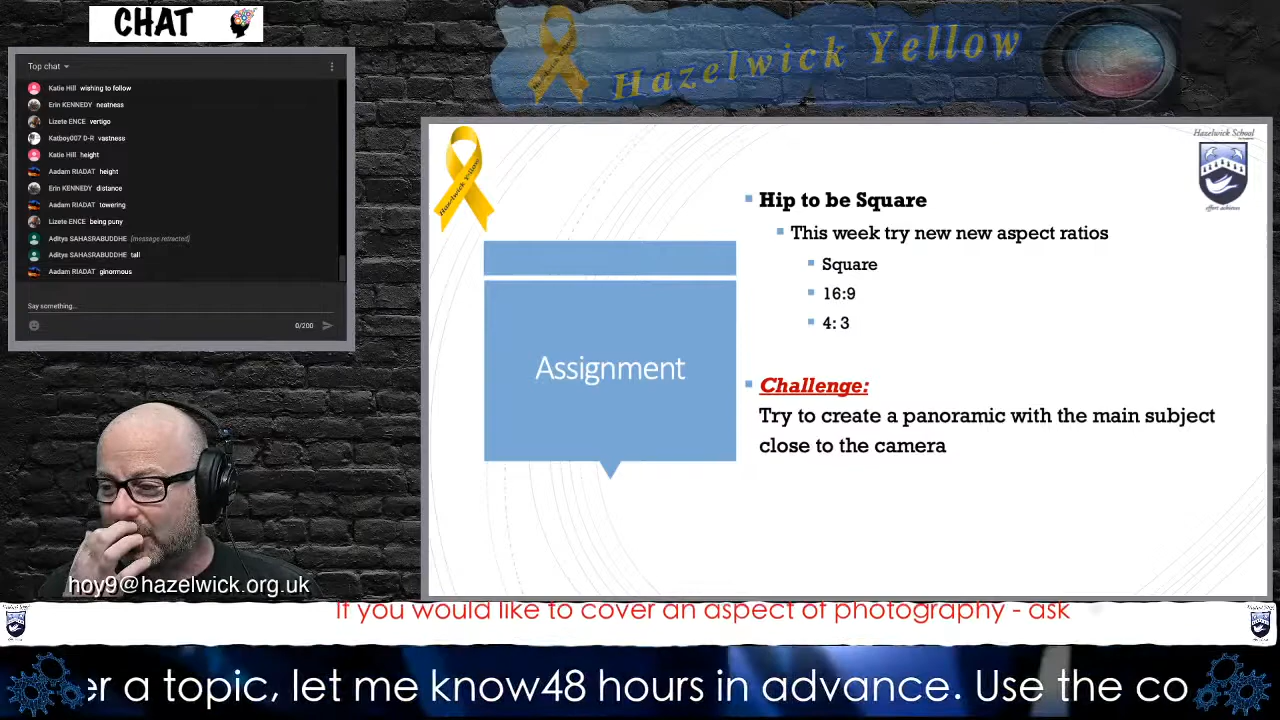 CHAT
Hazelwick Yellow
Top chat
Katie Hill wishing to follow
Erin KENNEDY neatness
Lizete ENCE vertigo
Katboy007 D-R vastness
Katie Hill height
Aadam RIADAT height
Erin KENNEDY distance
Aadam RIADAT towering
Lizete ENCE being puny
Aditya SAHASRABUDDHE [message retracted]
Aditya SAHASRABUDDHE tall
Aadam RIADAT ginormous
Say something...
0/200
Hazelwick Yellow
Hazelwick School
effort achieves
Assignment
Hip to be Square
This week try new new aspect ratios
Square
16:9
4: 3
Challenge:
Try to create a panoramic with the main subject
close to the camera
hoy9@hazelwick.org.uk
If you would like to cover an aspect of photography - ask
er a topic, let me know48 hours in advance. Use the co